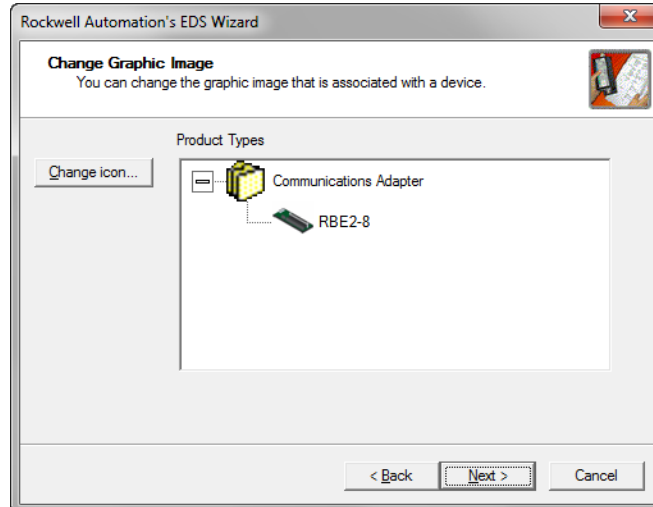 Rockwell Automation's EDS Wizard
Change Graphic Image
You can change the graphic image that is associated with a device.
Product Types
Change icon...
Communications Adapter
RBE2-8
< Back
Next >
Cancel